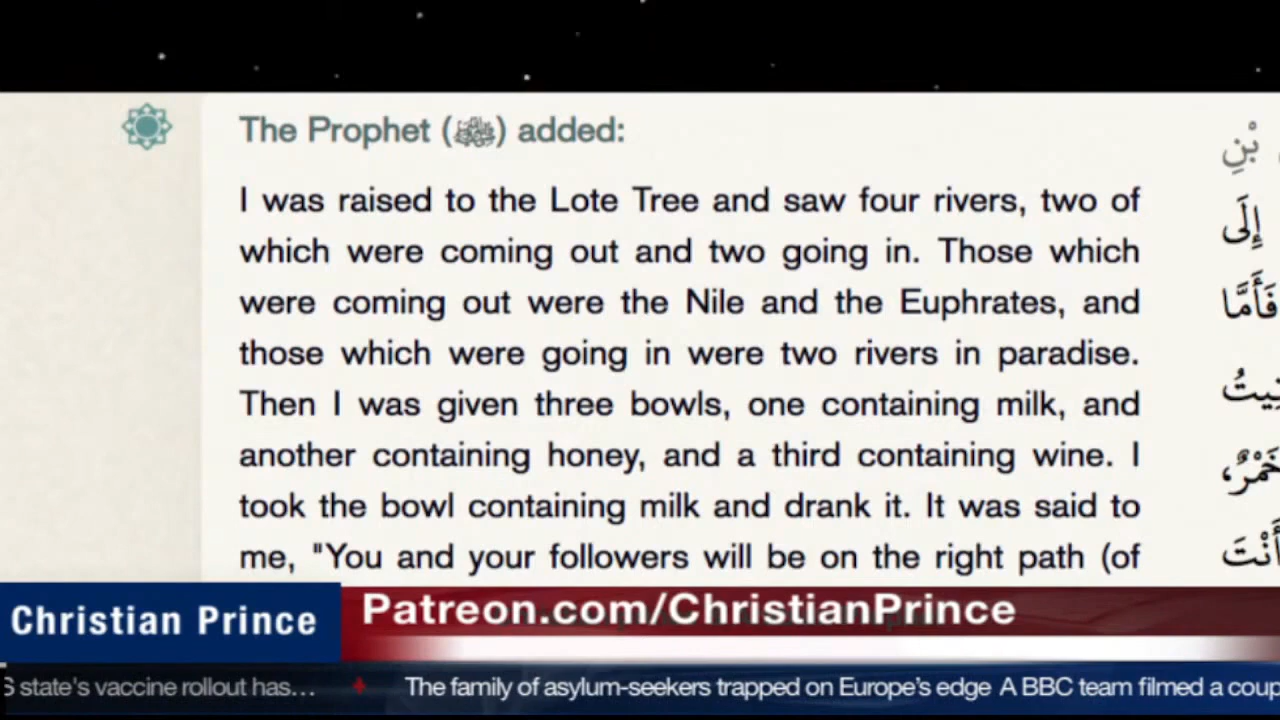 The Prophet (ﷺ) added:
I was raised to the Lote Tree and saw four rivers, two of
which were coming out and two going in. Those which
were coming out were the Nile and the Euphrates, and
those which were going in were two rivers in paradise.
Then I was given three bowls, one containing milk, and
another containing honey, and a third containing wine. I
took the bowl containing milk and drank it. It was said to
me, "You and your followers will be on the right path (of
بْنِ
إِلَى
فَأَمَّا
خَمْرٌ،
أَنْتَ
Christian Prince
Patreon.com/ChristianPrince
S state's vaccine rollout has... The family of asylum-seekers trapped on Europe's edge A BBC team filmed a coup